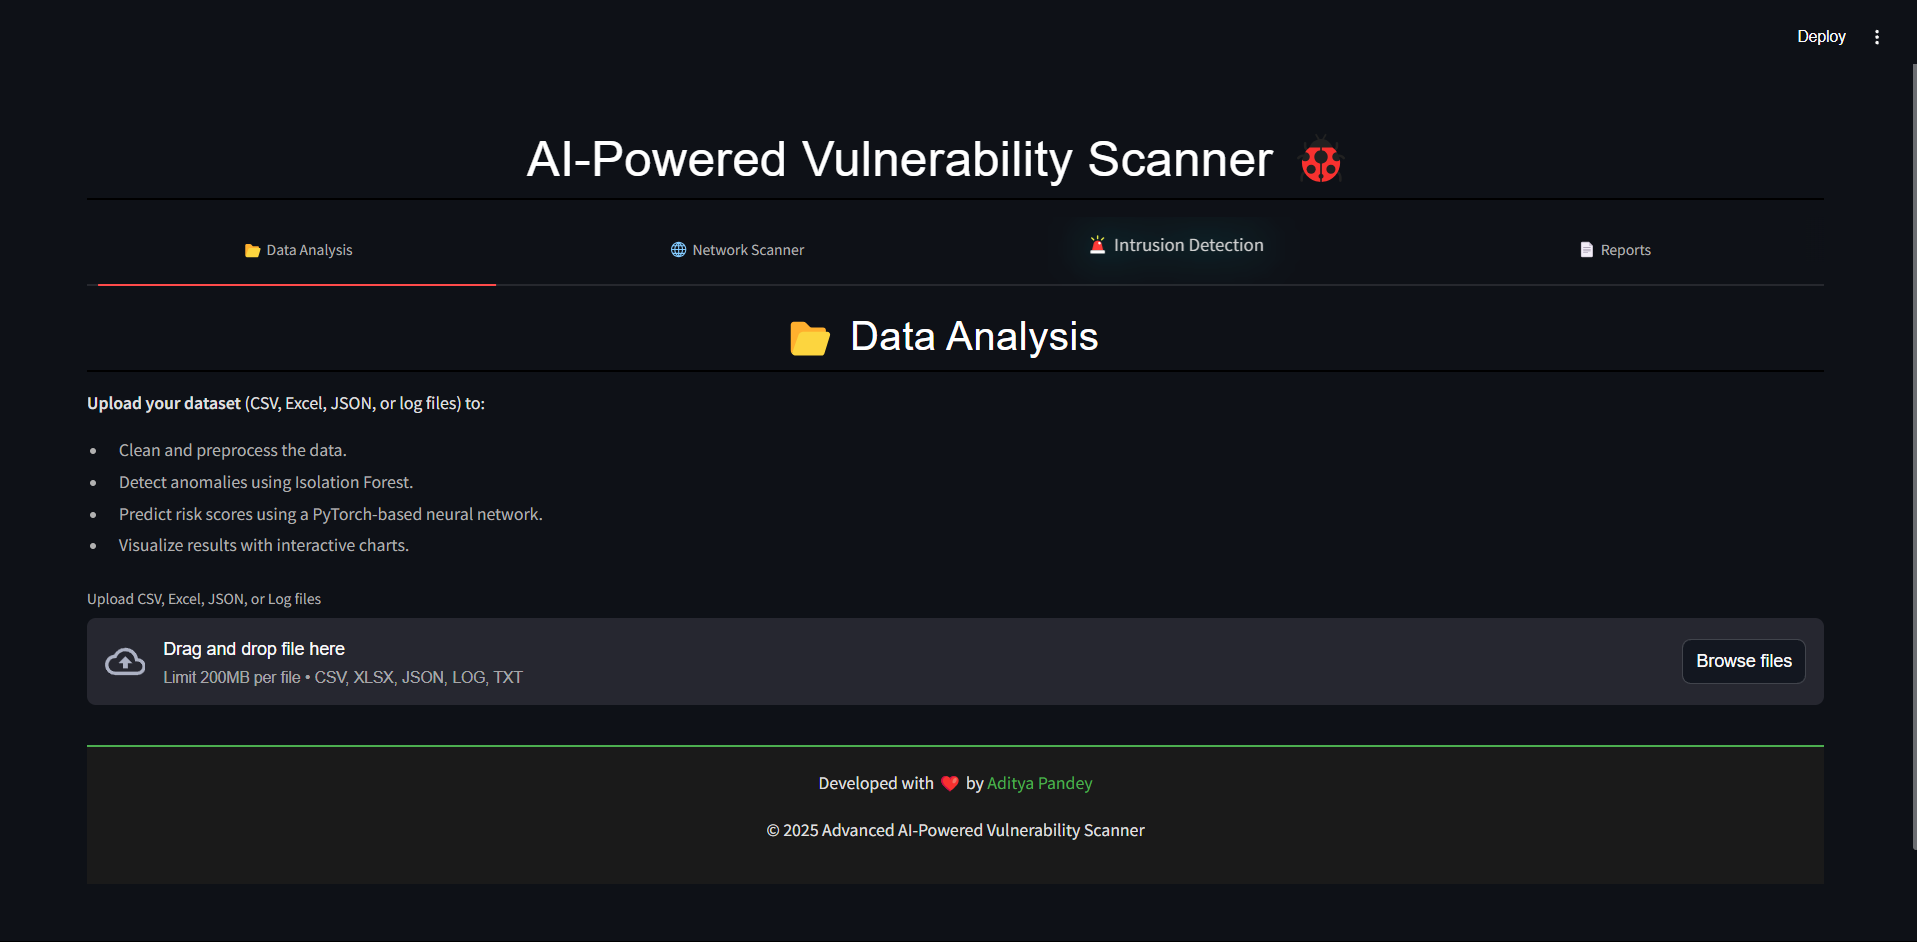 Deploy
AI-Powered Vulnerability Scanner
Data Analysis
Network Scanner
Intrusion Detection
Reports
Data Analysis
Upload your dataset (CSV, Excel, JSON, or log files) to:
Clean and preprocess the data.
Detect anomalies using Isolation Forest.
Predict risk scores using a PyTorch-based neural network.
Visualize results with interactive charts.
Upload CSV, Excel, JSON, or Log files
Drag and drop file here
Limit 200MB per file • CSV, XLSX, JSON, LOG, TXT
Browse files
Developed with ❤️ by Aditya Pandey
© 2025 Advanced AI-Powered Vulnerability Scanner